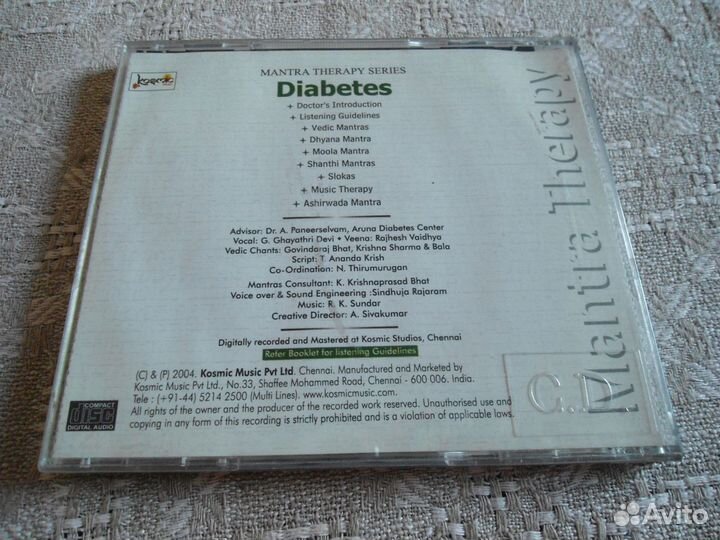 Kosmic
MANTRA THERAPY SERIES
Diabetes
+ Doctor's Introduction
+ Listening Guidelines
+ Vedic Mantras
+ Dhyana Mantra
+ Moola Mantra
+ Shanthi Mantras
+ Slokas
+ Music Therapy
+ Ashirwada Mantra
Advisor: Dr. A. Paneerselvam, Aruna Diabetes Center
Vocal: G. Ghayathri Devi • Veena: Rajhesh Vaidhya
Vedic Chants: Govindaraj Bhat, Krishna Sharma & Bala
Script: T. Ananda Krish
Co-Ordination: N. Thirumurugan
Mantras Consultant: K. Krishnaprasad Bhat
Voice over & Sound Engineering :Sindhuja Rajaram
Music: R. K. Sundar
Creative Director: A. Sivakumar
Digitally recorded and Mastered at Kosmic Studios, Chennai
Refer Booklet for listening Guidelines
(C) & (P) 2004. Kosmic Music Pvt Ltd. Chennai. Manufactured and Marketed by
Kosmic Music Pvt Ltd., No.33, Shaffee Mohammed Road, Chennai - 600 006. India.
Tele : (+91-44) 5214 2500 (Multi Lines). www.kosmicmusic.com.
All rights of the owner and the producer of the recorded work reserved. Unauthorised use and
copying in any form of this recording is strictly prohibited and is a violation of applicable laws.
COMPACT
disc
DIGITAL AUDIO
Mantra Therapy
Avito